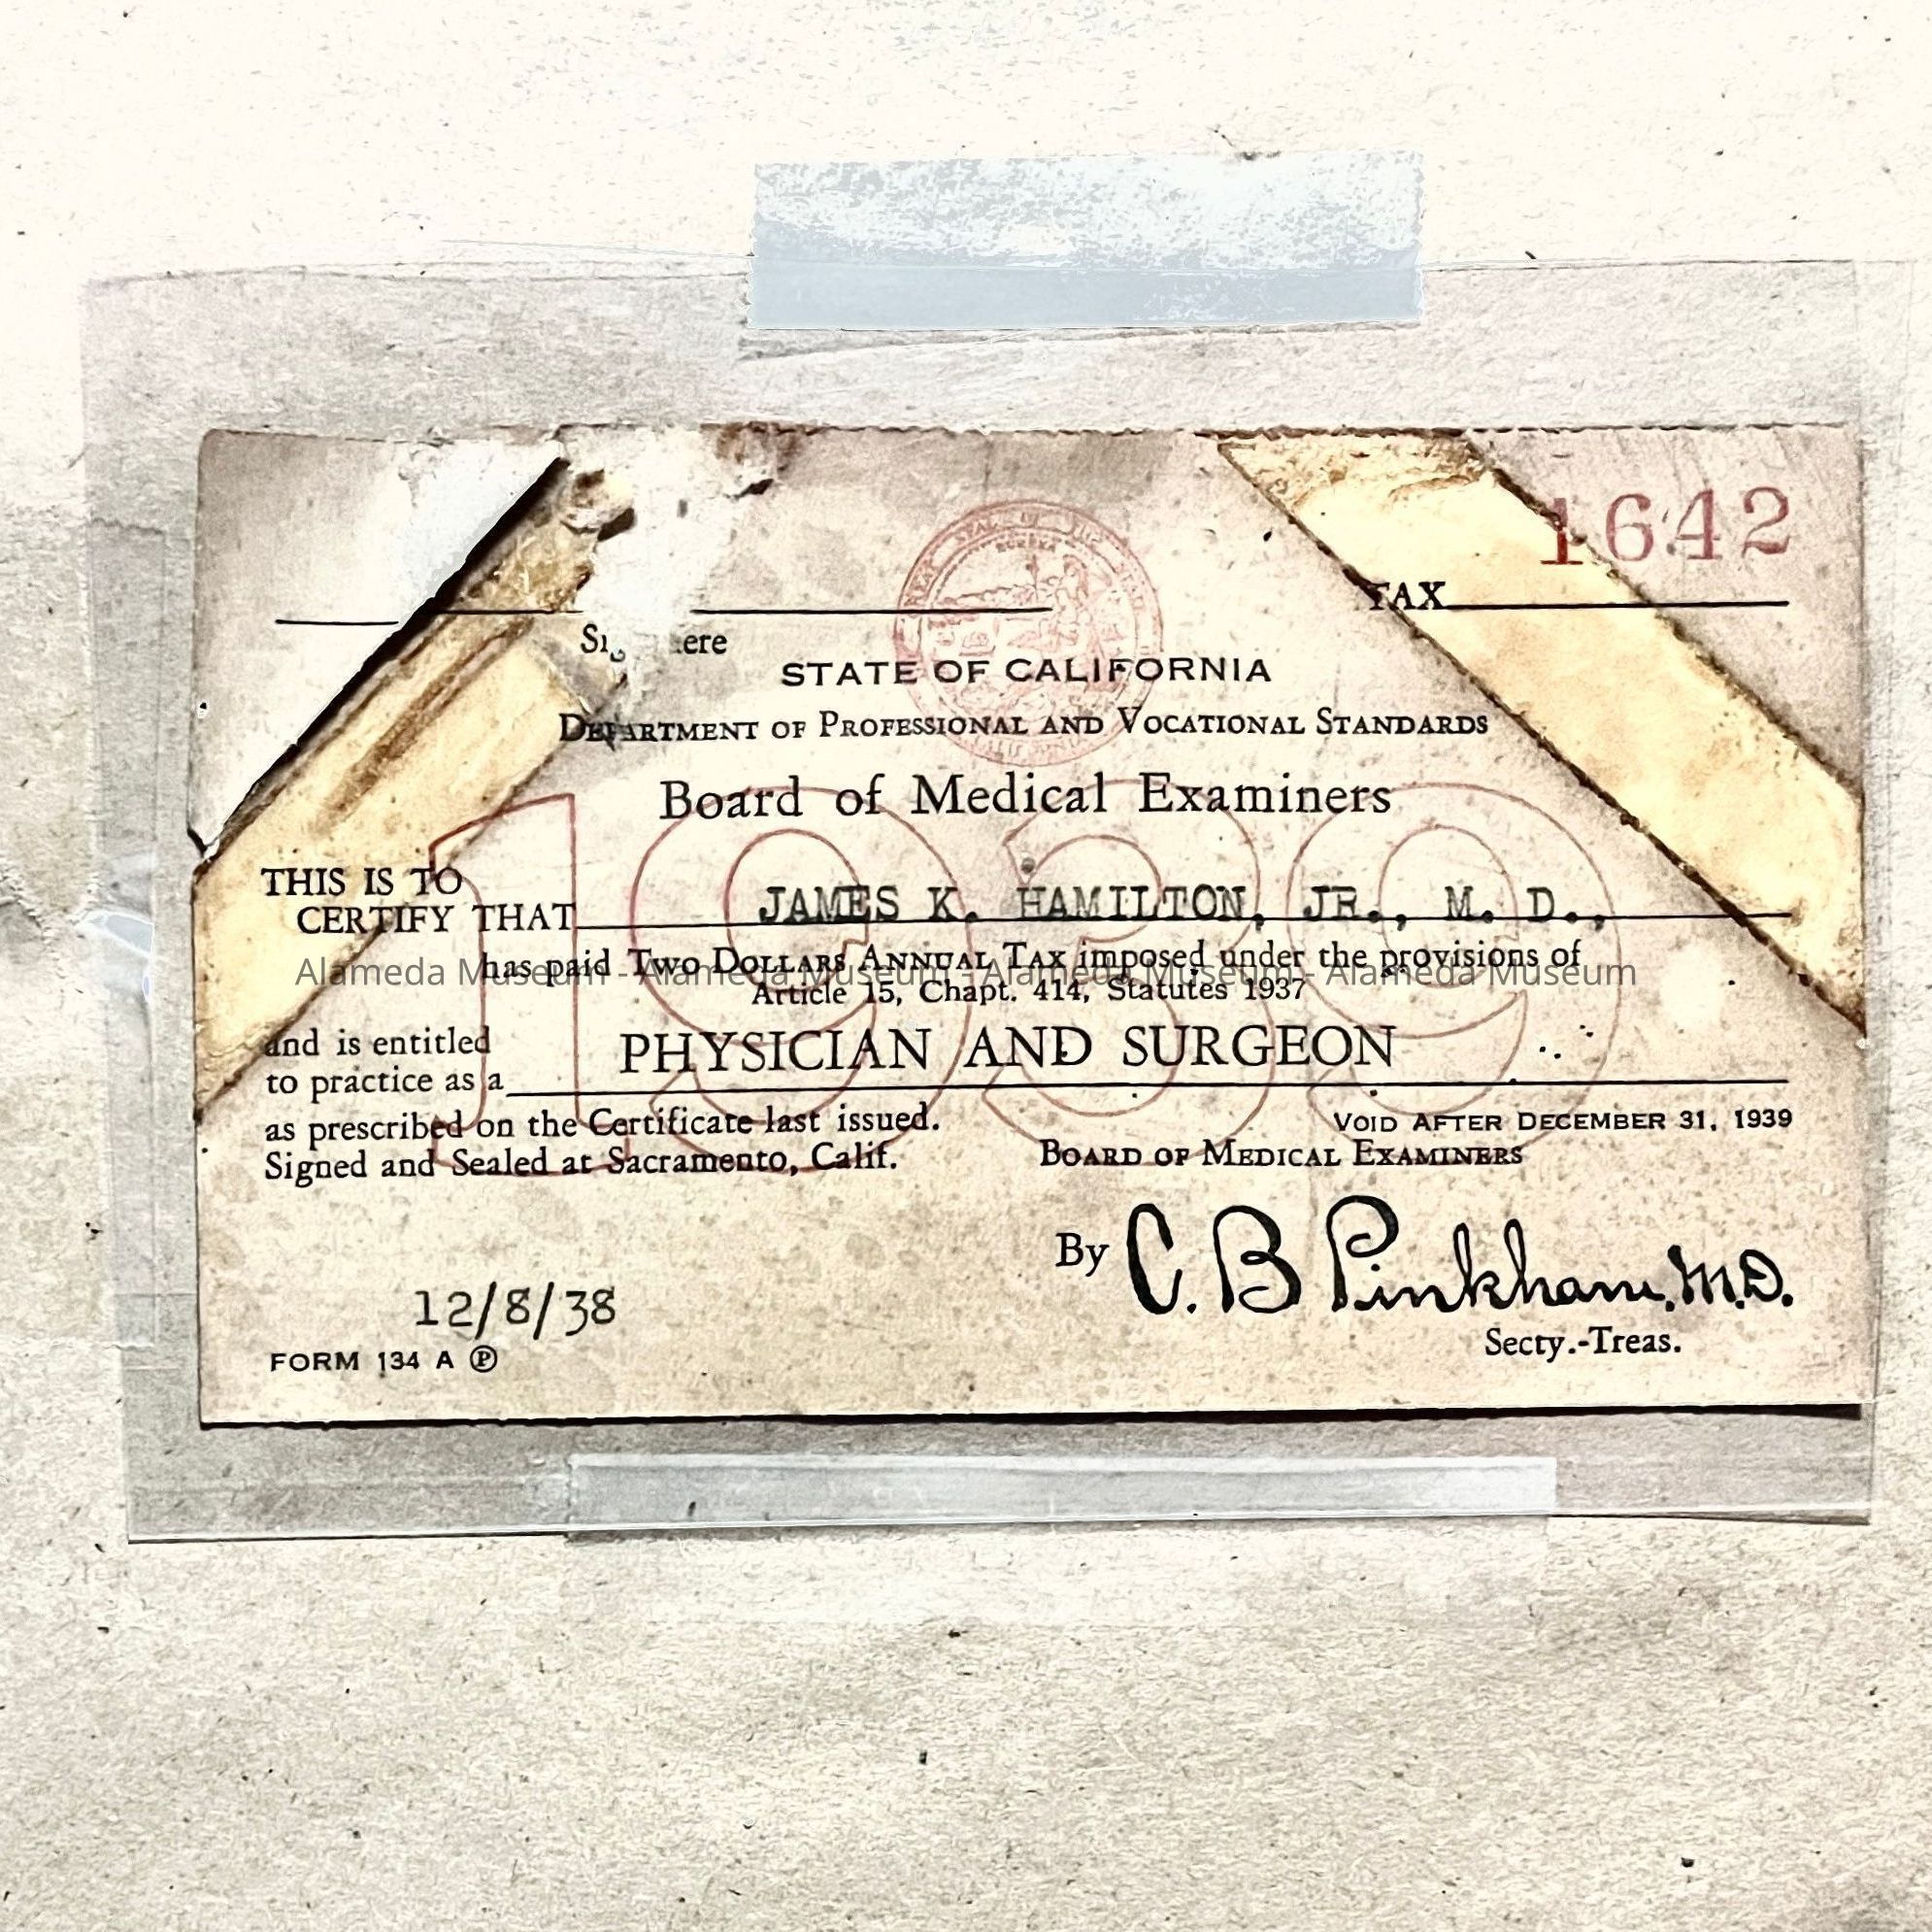 1642
TAX
STATE OF CALIFORNIA
DEPARTMENT OF PROFESSIONAL AND VOCATIONAL STANDARDS
Board of Medical Examiners
1939
THIS IS TO
CERTIFY THAT JAMES K. HAMILTON, JR., M. D.,
has paid TWO DOLLARS ANNUAL TAX imposed under the provisions of
Alameda Museum - Alameda Museum - Alameda Museum - Alameda Museum
Article 15, Chapt. 414, Statutes 1937
and is entitled
to practice as a PHYSICIAN AND SURGEON
as prescribed on the Certificate last issued.
VOID AFTER DECEMBER 31, 1939
Signed and Sealed at Sacramento, Calif.
BOARD OF MEDICAL EXAMINERS
By C. B Pinkham, M.D.
Secty.-Treas.
12/8/38
FORM 134 A Ⓟ